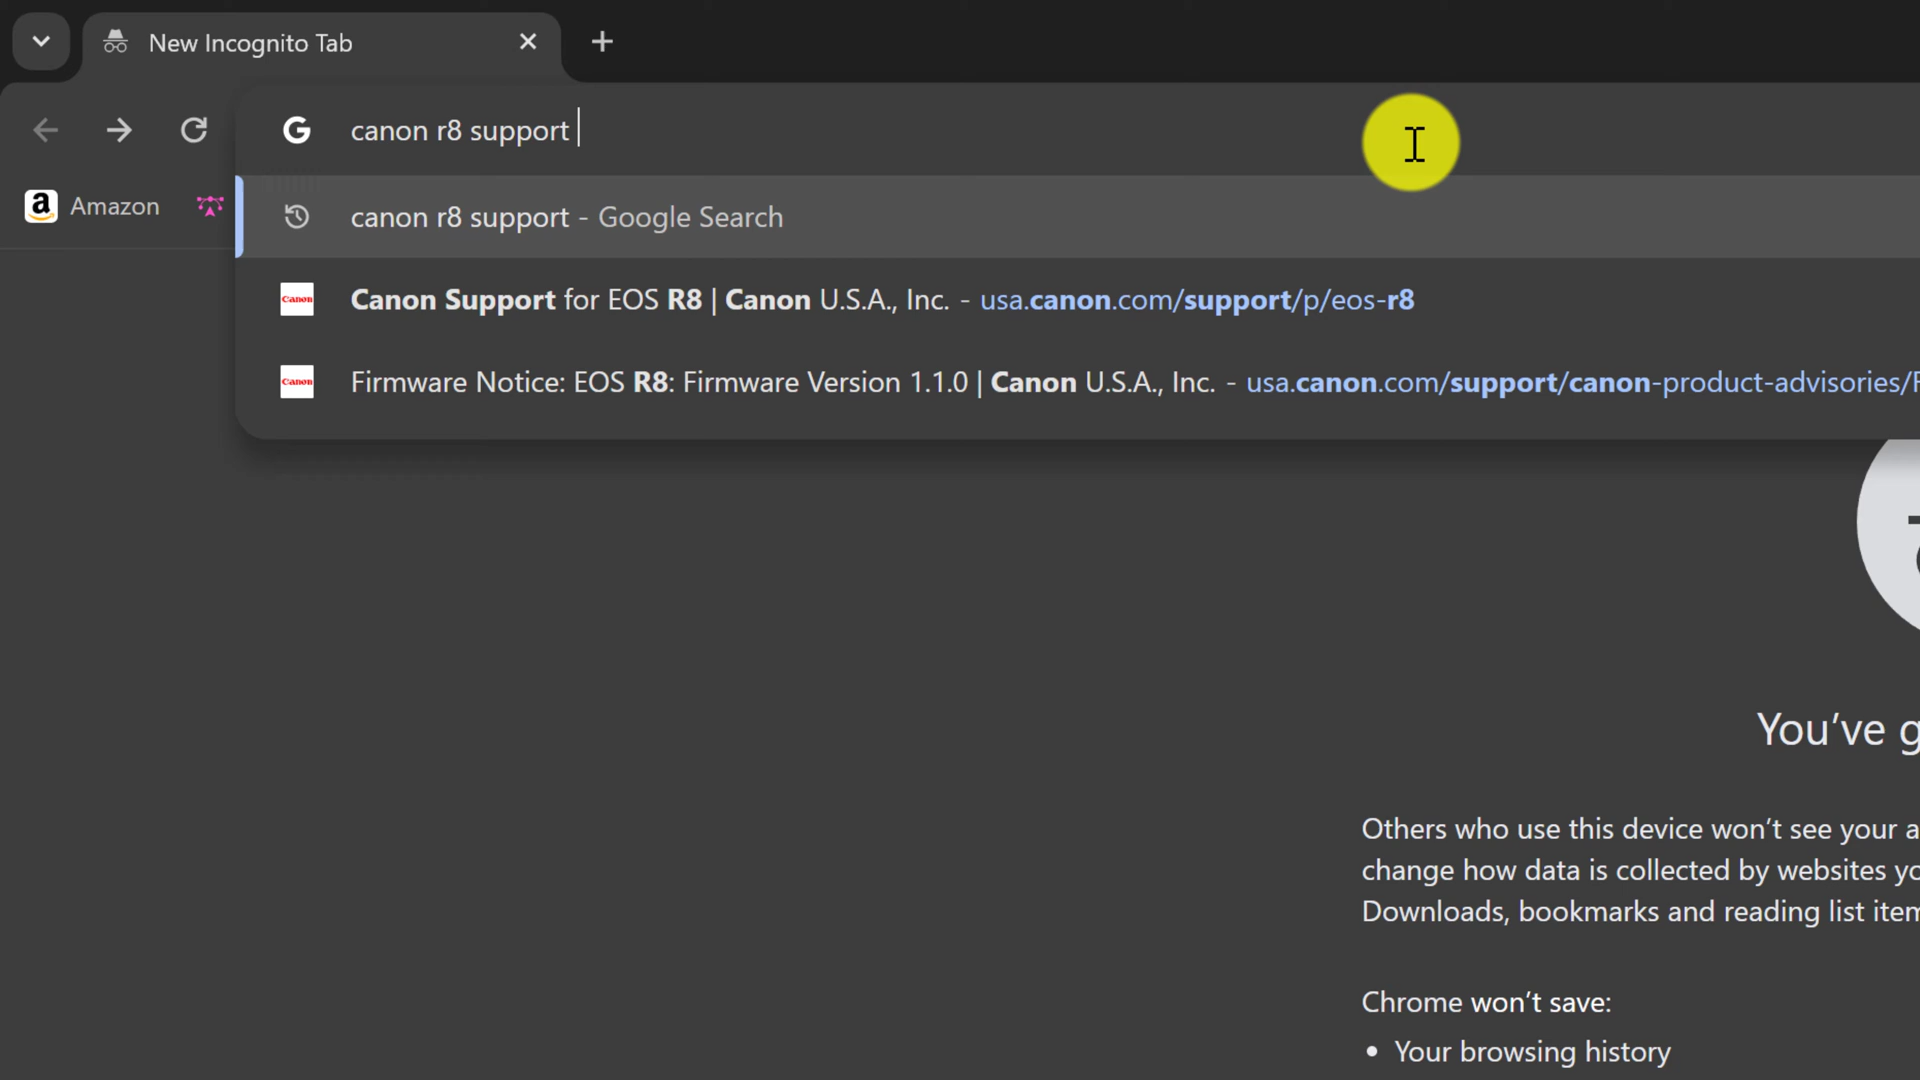 New Incognito Tab
canon r8 support
Amazon
canon r8 support - Google Search
Canon Support for EOS R8 | Canon U.S.A., Inc. - usa.canon.com/support/p/eos-r8
Firmware Notice: EOS R8: Firmware Version 1.1.0 | Canon U.S.A., Inc. - usa.canon.com/support/canon-product-advisories/F
You've g
Others who use this device won't see your a
change how data is collected by websites yo
Downloads, bookmarks and reading list item
Chrome won't save:
• Your browsing history